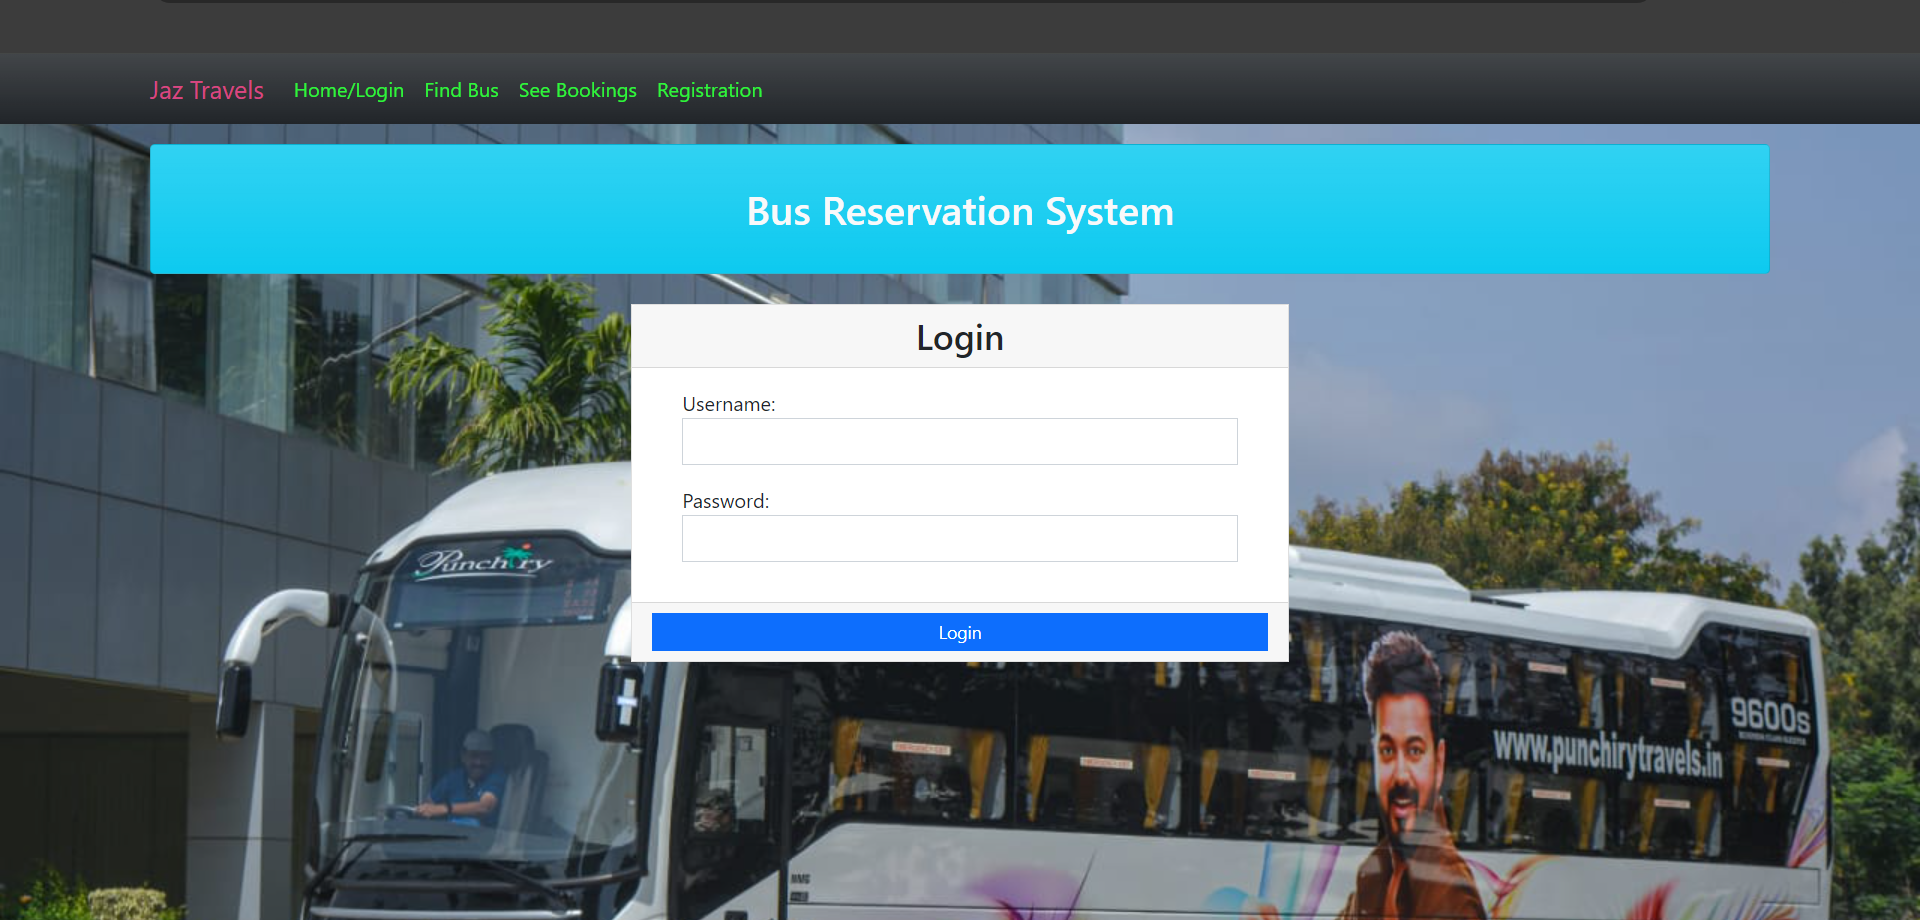 Jaz Travels Home/Login Find Bus See Bookings Registration
Bus Reservation System
Login
Username:
Password:
Login
Punchiry
9600s
www.punchirytravels.in